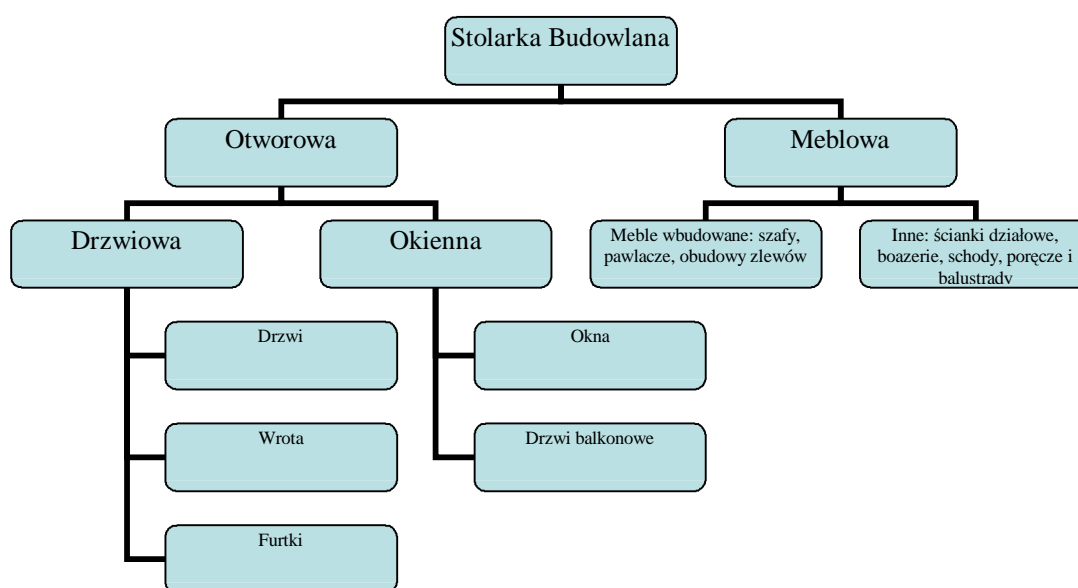 Stolarka Budowlana
Otworowa
Meblowa
Drzwiowa
Okienna
Meble wbudowane: szafy,
pawlacze, obudowy zlewów
Inne: ścianki działowe,
boazerie, schody, poręcze i
balustrady
Drzwi
Okna
Wrota
Drzwi balkonowe
Furtki